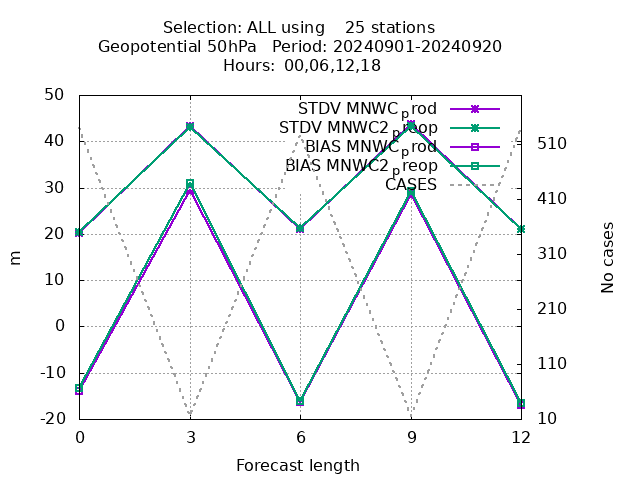 Selection: ALL using 25 stations
Geopotential 50hPa Period: 20240901-20240920
Hours: 00,06,12,18
50
40
30
20
10
0
-10
-20
510
410
310
210
110
10
STDV MNWC_prod
STDV MNWC2_preop
BIAS MNWC_prod
BIAS MNWC2_preop
CASES
m
No cases
0 3 6 9 12
Forecast length